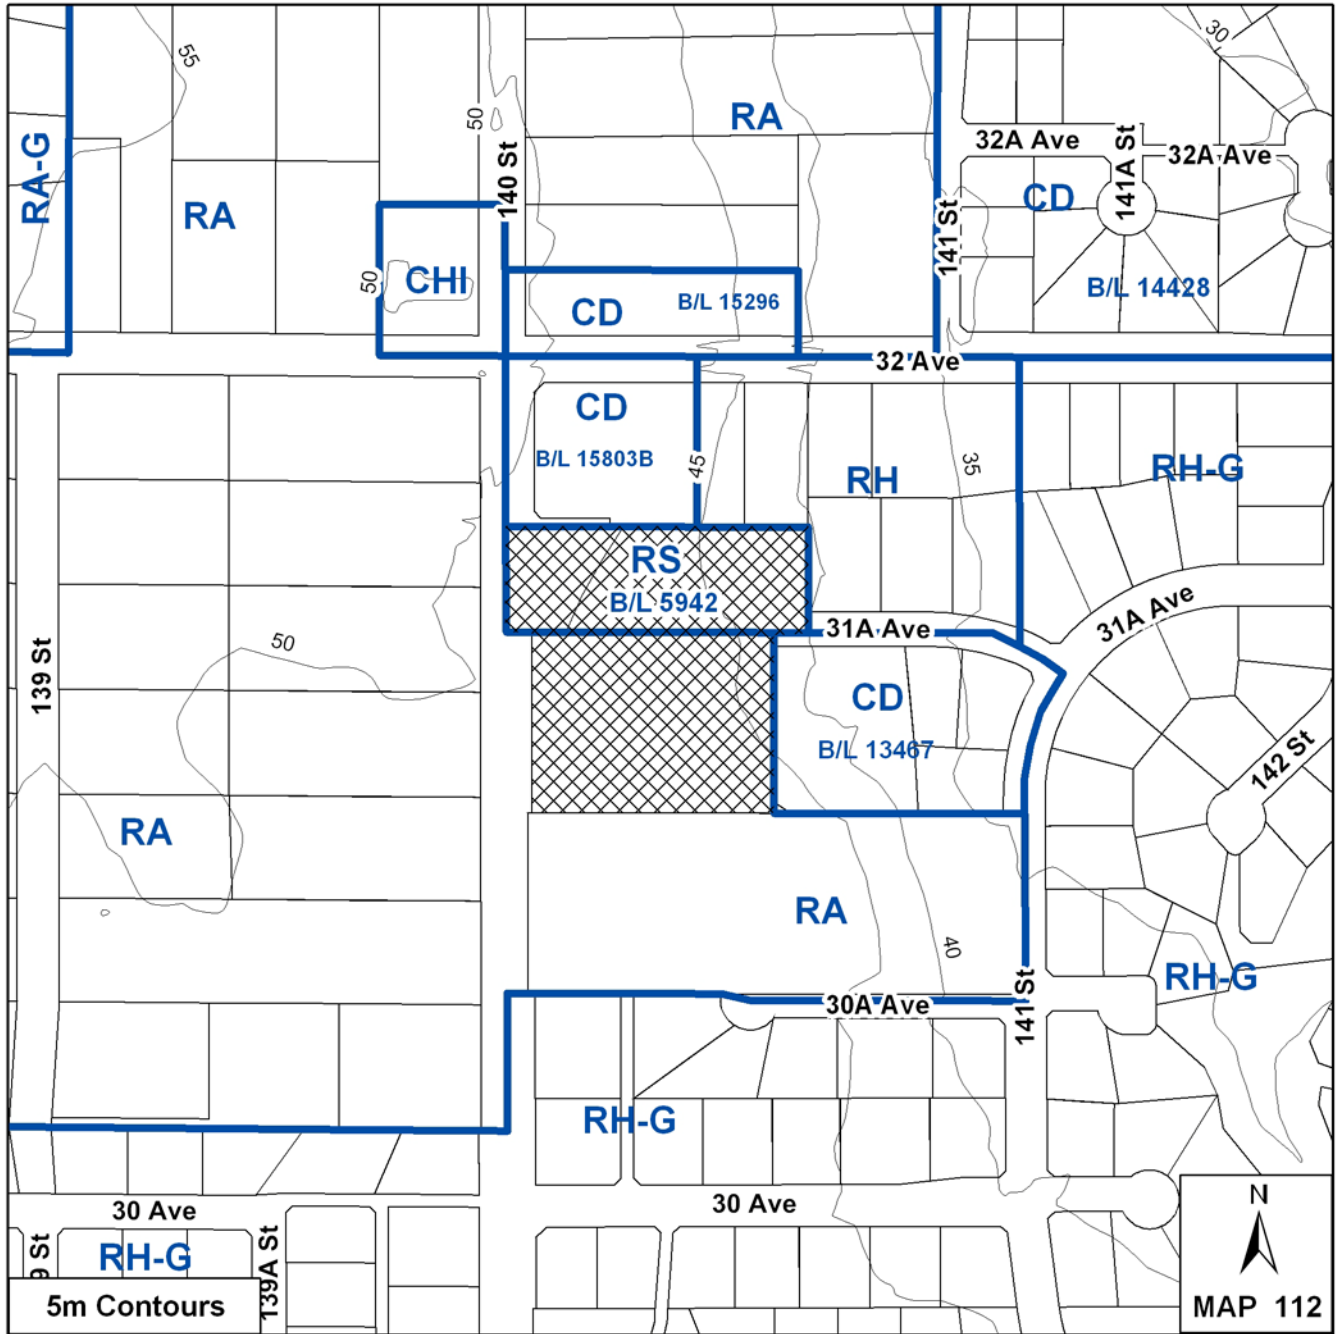 55
30
50
RA
140 St
32A Ave
141A St
32A Ave
RA-G
RA
CD
141 St
50
CHI
B/L 14428
CD
B/L 15296
32 Ave
CD
B/L 15803B
45
RH
35
RH-G
RS
B/L 5942
31A Ave
31A Ave
50
139 St
CD
B/L 13467
142 St
RA
RA
40
RH-G
30A Ave
141 St
RH-G
30 Ave
30 Ave
N
9 St
RH-G
139A St
5m Contours
MAP 112